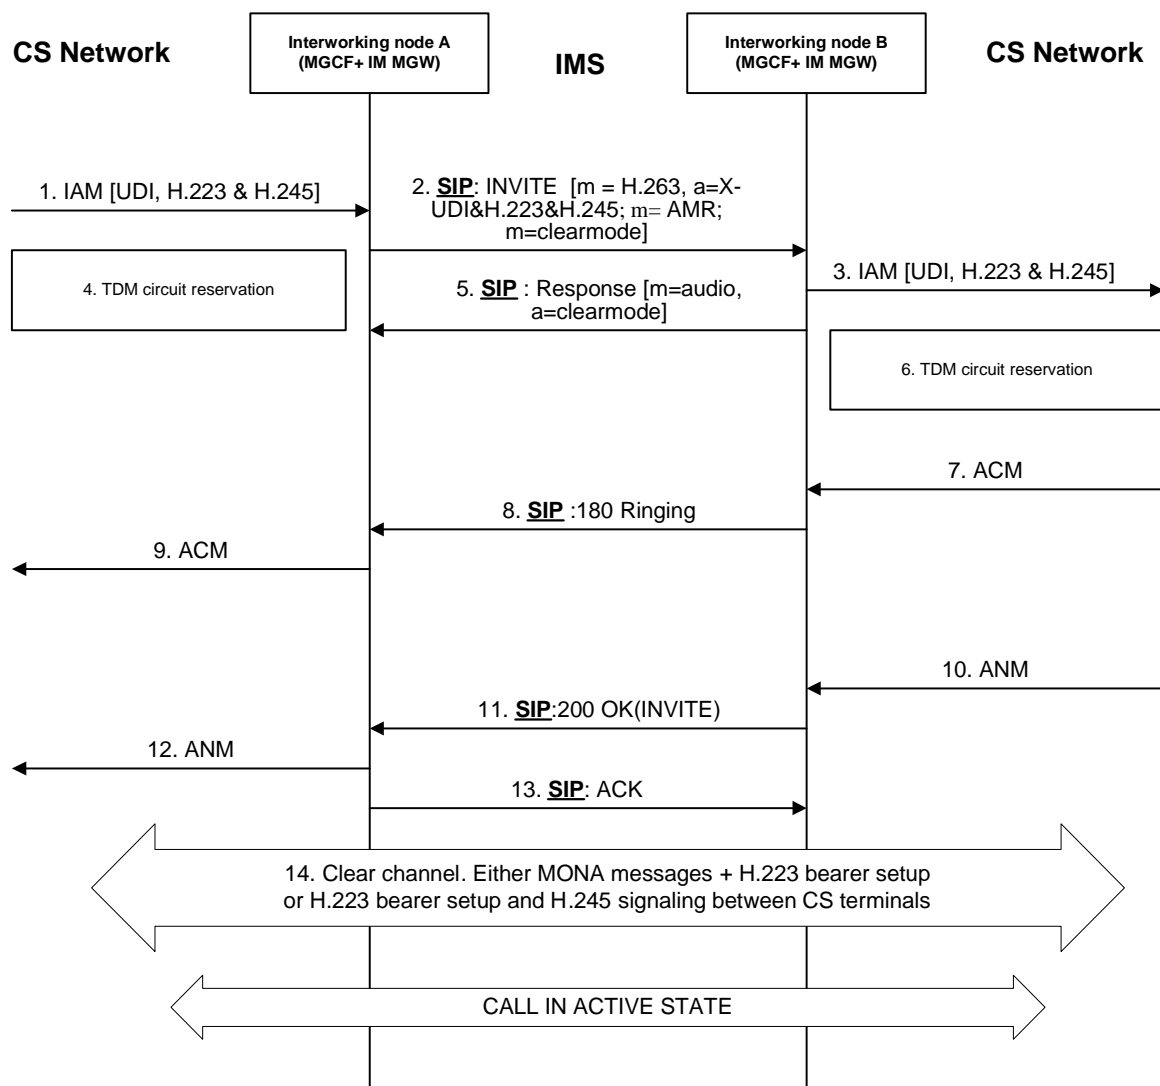 CS Network
Interworking node A
(MGCF+ IM MGW)
IMS
Interworking node B
(MGCF+ IM MGW)
CS Network
1. IAM [UDI, H.223 & H.245]
2. SIP: INVITE [m = H.263, a=X-
UDI&H.223&H.245; m= AMR;
m=clearmode]
3. IAM [UDI, H.223 & H.245]
4. TDM circuit reservation
5. SIP : Response [m=audio,
a=clearmode]
6. TDM circuit reservation
7. ACM
8. SIP :180 Ringing
9. ACM
10. ANM
11. SIP:200 OK(INVITE)
12. ANM
13. SIP: ACK
14. Clear channel. Either MONA messages + H.223 bearer setup
or H.223 bearer setup and H.245 signaling between CS terminals
CALL IN ACTIVE STATE